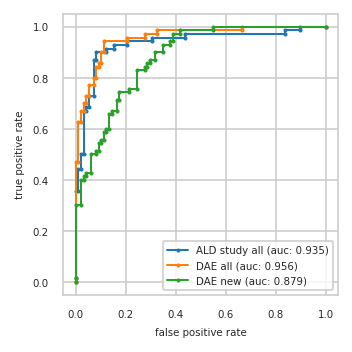 1.0
0.8
0.6
0.4
0.2
0.0
true positive rate
ALD study all (auc: 0.935)
DAE all (auc: 0.956)
DAE new (auc: 0.879)
0.0 0.2 0.4 0.6 0.8 1.0
false positive rate